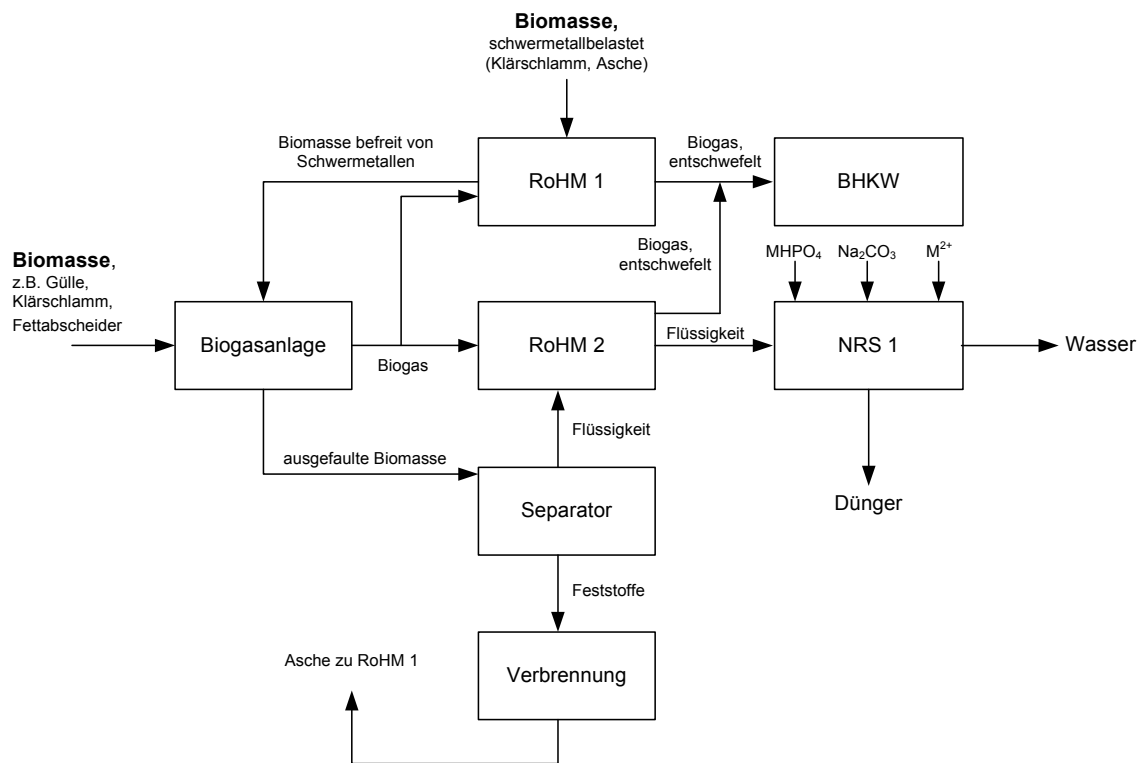 Biomasse,
schwermetallbelastet
(Klärschlamm, Asche)
Biomasse befreit von
Schwermetallen
RoHM 1
Biogas,
entschwefelt
BHKW
Biogas,
entschwefelt
MHPO₄
Na₂CO₃
M²⁺
Biomasse,
z.B. Gülle,
Klärschlamm,
Fettabscheider
Biogasanlage
Biogas
RoHM 2
Flüssigkeit
NRS 1
Wasser
Flüssigkeit
ausgefaulte Biomasse
Separator
Dünger
Feststoffe
Asche zu RoHM 1
Verbrennung